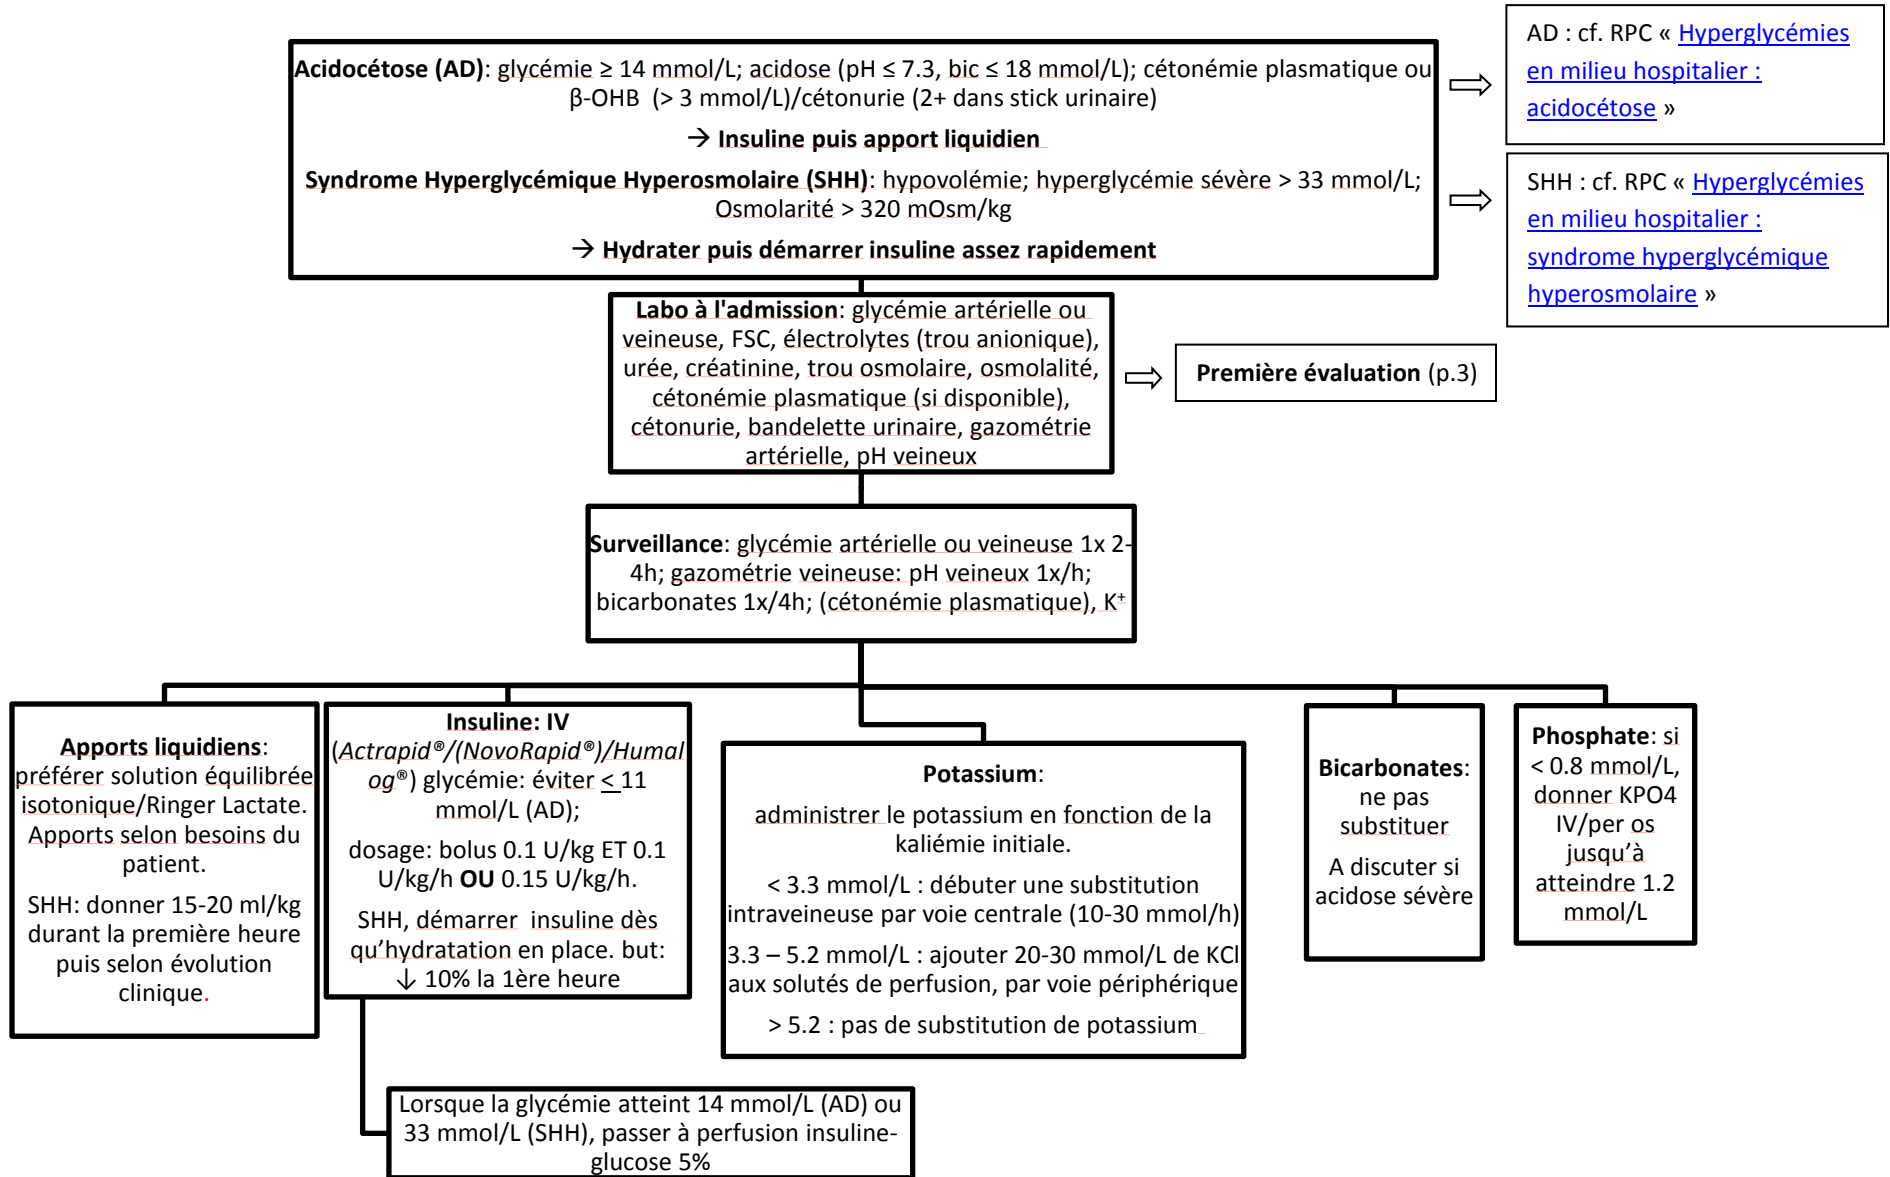 Acidocétose (AD): glycémie ≥ 14 mmol/L; acidose (pH ≤ 7.3, bic ≤ 18 mmol/L); cétonémie plasmatique ou
β-OHB (> 3 mmol/L)/cétonurie (2+ dans stick urinaire)
→ Insuline puis apport liquidien
Syndrome Hyperglycémique Hyperosmolaire (SHH): hypovolémie; hyperglycémie sévère > 33 mmol/L;
Osmolarité > 320 mOsm/kg
→ Hydrater puis démarrer insuline assez rapidement
AD : cf. RPC « Hyperglycémies
en milieu hospitalier :
acidocétose »
SHH : cf. RPC « Hyperglycémies
en milieu hospitalier :
syndrome hyperglycémique
hyperosmolaire »
Labo à l'admission: glycémie artérielle ou
veineuse, FSC, électrolytes (trou anionique),
urée, créatinine, trou osmolaire, osmolalité,
cétonémie plasmatique (si disponible),
cétonurie, bandelette urinaire, gazométrie
artérielle, pH veineux
Première évaluation (p.3)
Surveillance: glycémie artérielle ou veineuse 1x 2-
4h; gazométrie veineuse: pH veineux 1x/h;
bicarbonates 1x/4h; (cétonémie plasmatique), K⁺
Apports liquidiens:
préférer solution équilibrée
isotonique/Ringer Lactate.
Apports selon besoins du
patient.
SHH: donner 15-20 ml/kg
durant la première heure
puis selon évolution
clinique.
Insuline: IV
(Actrapid®/(NovoRapid®)/Humal
og®) glycémie: éviter < 11
mmol/L (AD);
dosage: bolus 0.1 U/kg ET 0.1
U/kg/h OU 0.15 U/kg/h.
SHH, démarrer insuline dès
qu'hydratation en place. but:
↓ 10% la 1ère heure
Potassium:
administrer le potassium en fonction de la
kaliémie initiale.
< 3.3 mmol/L : débuter une substitution
intraveineuse par voie centrale (10-30 mmol/h)
3.3 – 5.2 mmol/L : ajouter 20-30 mmol/L de KCl
aux solutés de perfusion, par voie périphérique
> 5.2 : pas de substitution de potassium
Bicarbonates:
ne pas
substituer
A discuter si
acidose sévère
Phosphate: si
< 0.8 mmol/L,
donner KPO4
IV/per os
jusqu'à
atteindre 1.2
mmol/L
Lorsque la glycémie atteint 14 mmol/L (AD) ou
33 mmol/L (SHH), passer à perfusion insuline-
glucose 5%